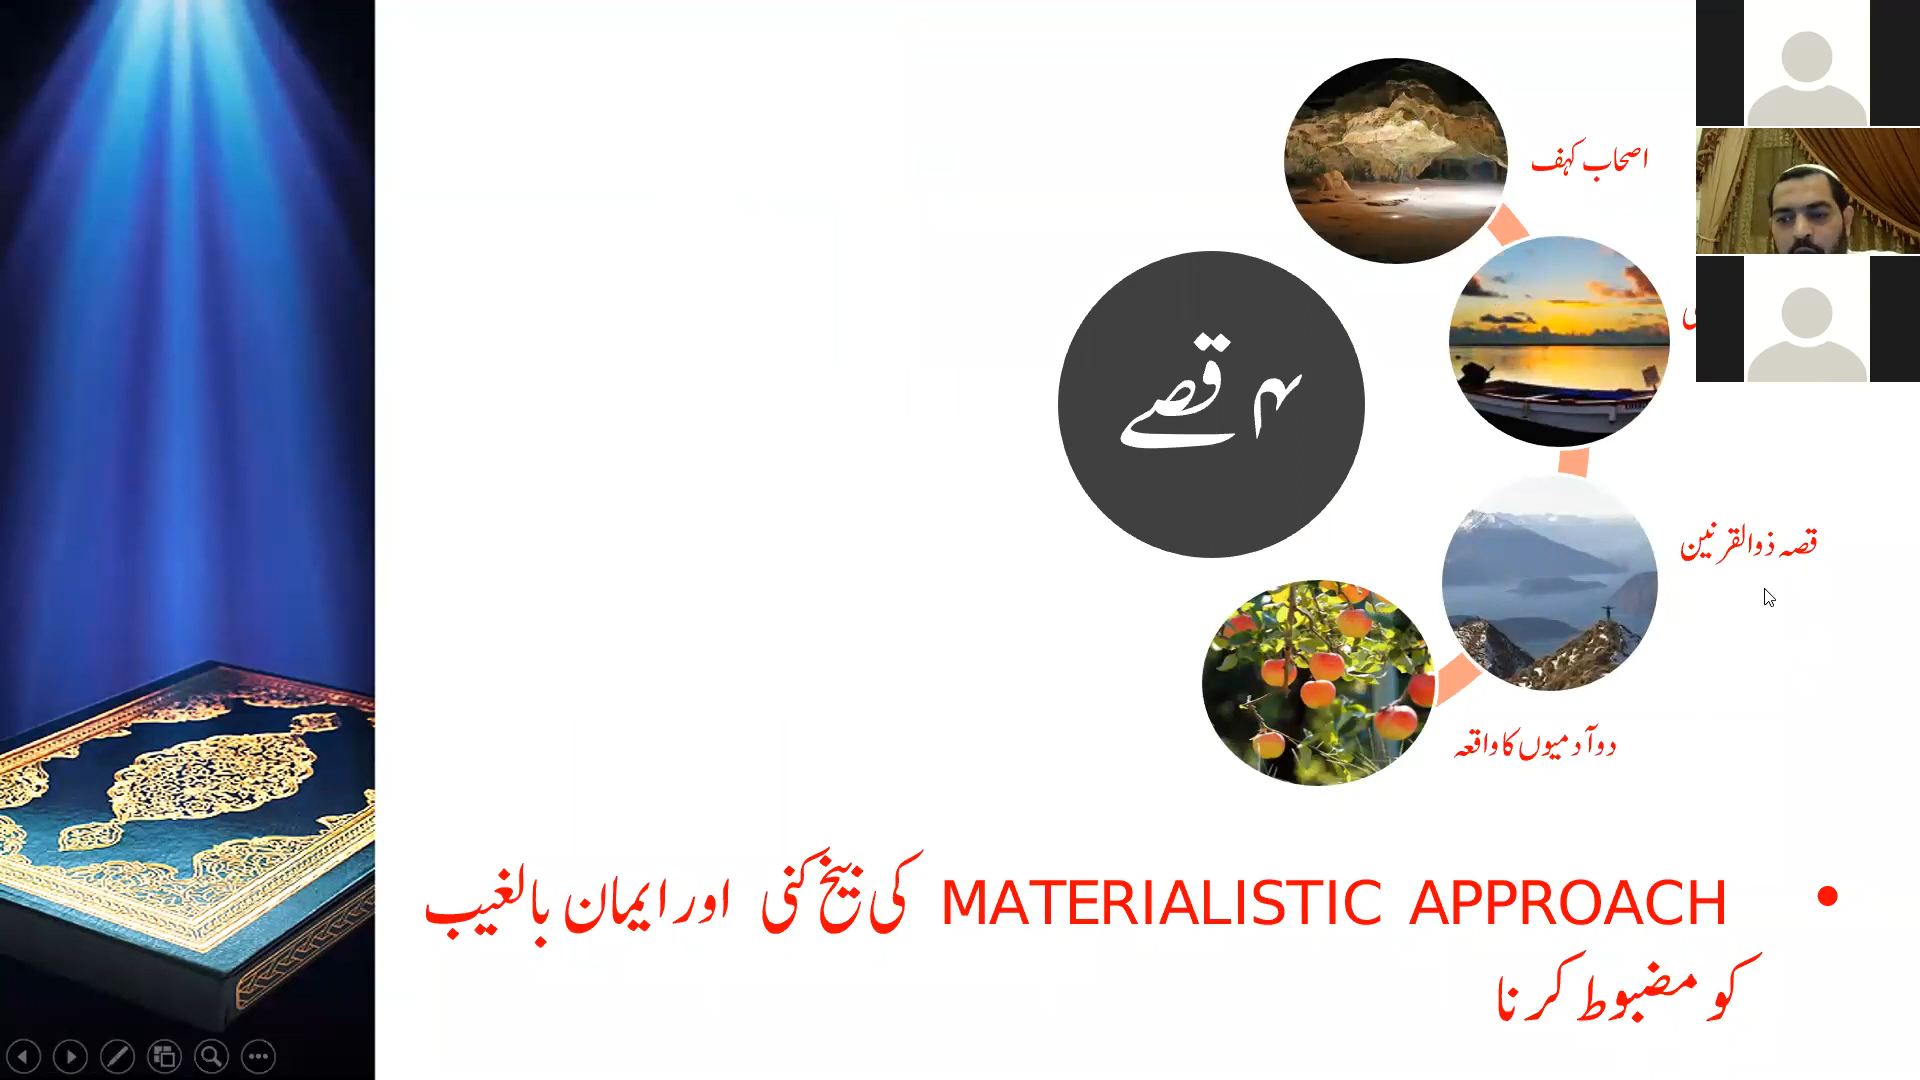 اصحاب کہف
۴ قصے
قصہ ذوالقرنین
دو آدمیوں کا واقعہ
• MATERIALISTIC APPROACH کی بیخ کنی اور ایمان بالغیب
کو مضبوط کرنا